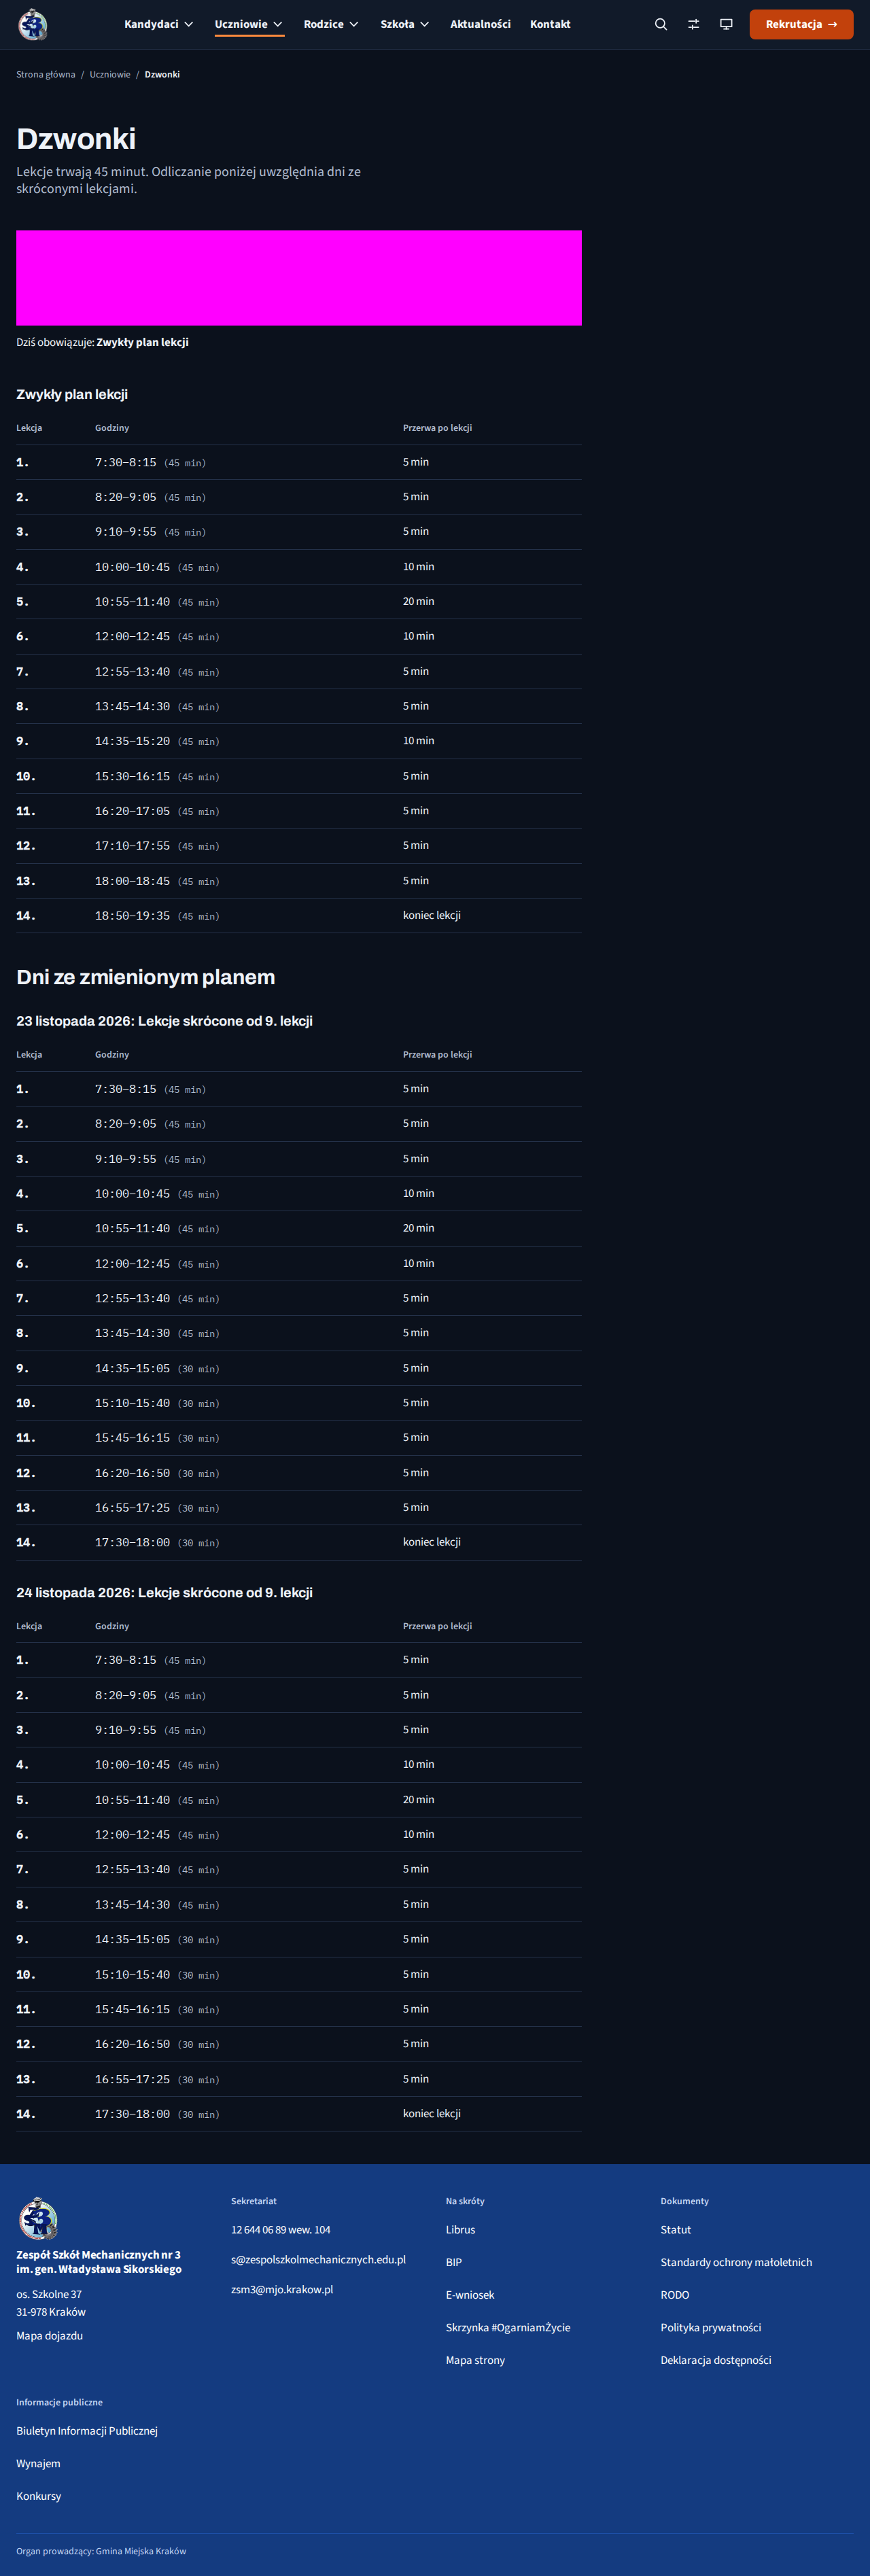 Kandydaci
Uczniowie
Rodzice
Szkoła
Aktualności
Kontakt
Rekrutacja →
Strona główna / Uczniowie / Dzwonki
Dzwonki
Lekcje trwają 45 minut. Odliczanie poniżej uwzględnia dni ze
skróconymi lekcjami.
Dziś obowiązuje: Zwykły plan lekcji
Zwykły plan lekcji
Lekcja Godziny Przerwa po lekcji
1. 7:30–8:15 (45 min) 5 min
2. 8:20–9:05 (45 min) 5 min
3. 9:10–9:55 (45 min) 5 min
4. 10:00–10:45 (45 min) 10 min
5. 10:55–11:40 (45 min) 20 min
6. 12:00–12:45 (45 min) 10 min
7. 12:55–13:40 (45 min) 5 min
8. 13:45–14:30 (45 min) 5 min
9. 14:35–15:20 (45 min) 10 min
10. 15:30–16:15 (45 min) 5 min
11. 16:20–17:05 (45 min) 5 min
12. 17:10–17:55 (45 min) 5 min
13. 18:00–18:45 (45 min) 5 min
14. 18:50–19:35 (45 min) koniec lekcji
Dni ze zmienionym planem
23 listopada 2026: Lekcje skrócone od 9. lekcji
Lekcja Godziny Przerwa po lekcji
1. 7:30–8:15 (45 min) 5 min
2. 8:20–9:05 (45 min) 5 min
3. 9:10–9:55 (45 min) 5 min
4. 10:00–10:45 (45 min) 10 min
5. 10:55–11:40 (45 min) 20 min
6. 12:00–12:45 (45 min) 10 min
7. 12:55–13:40 (45 min) 5 min
8. 13:45–14:30 (45 min) 5 min
9. 14:35–15:05 (30 min) 5 min
10. 15:10–15:40 (30 min) 5 min
11. 15:45–16:15 (30 min) 5 min
12. 16:20–16:50 (30 min) 5 min
13. 16:55–17:25 (30 min) 5 min
14. 17:30–18:00 (30 min) koniec lekcji
24 listopada 2026: Lekcje skrócone od 9. lekcji
Lekcja Godziny Przerwa po lekcji
1. 7:30–8:15 (45 min) 5 min
2. 8:20–9:05 (45 min) 5 min
3. 9:10–9:55 (45 min) 5 min
4. 10:00–10:45 (45 min) 10 min
5. 10:55–11:40 (45 min) 20 min
6. 12:00–12:45 (45 min) 10 min
7. 12:55–13:40 (45 min) 5 min
8. 13:45–14:30 (45 min) 5 min
9. 14:35–15:05 (30 min) 5 min
10. 15:10–15:40 (30 min) 5 min
11. 15:45–16:15 (30 min) 5 min
12. 16:20–16:50 (30 min) 5 min
13. 16:55–17:25 (30 min) 5 min
14. 17:30–18:00 (30 min) koniec lekcji
Zespół Szkół Mechanicznych nr 3
im. gen. Władysława Sikorskiego
os. Szkolne 37
31-978 Kraków
Mapa dojazdu
Sekretariat
12 644 06 89 wew. 104
s@zespolszkolmechanicznych.edu.pl
zsm3@mjo.krakow.pl
Na skróty
Librus
BIP
E-wniosek
Skrzynka #OgarniamŻycie
Mapa strony
Dokumenty
Statut
Standardy ochrony małoletnich
RODO
Polityka prywatności
Deklaracja dostępności
Informacje publiczne
Biuletyn Informacji Publicznej
Wynajem
Konkursy
Organ prowadzący: Gmina Miejska Kraków